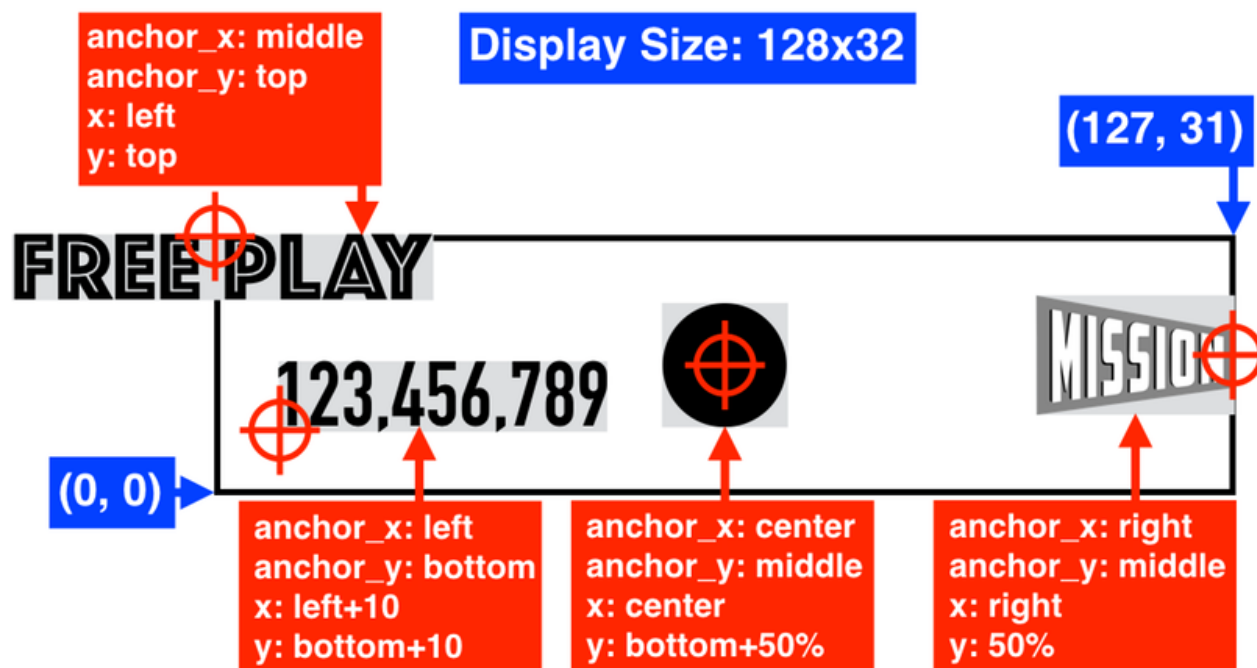 anchor_x: middle
anchor_y: top
x: left
y: top
Display Size: 128x32
(127, 31)
FREE PLAY
MISSION
123,456,789
(0, 0)
anchor_x: left
anchor_y: bottom
x: left+10
y: bottom+10
anchor_x: center
anchor_y: middle
x: center
y: bottom+50%
anchor_x: right
anchor_y: middle
x: right
y: 50%